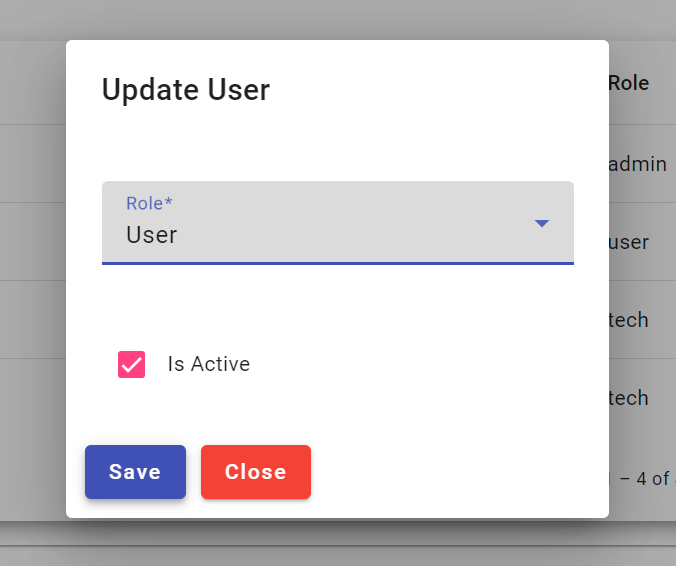 Update User
Role
admin
Role*
User
user
tech
Is Active
tech
Save
Close
– 4 of